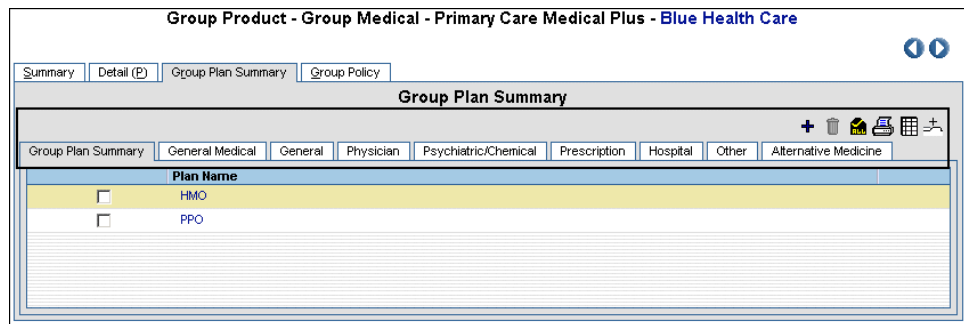 Group Product - Group Medical - Primary Care Medical Plus - Blue Health Care
Summary Detail (P) Group Plan Summary Group Policy
Group Plan Summary
ALL
Group Plan Summary General Medical General Physician Psychiatric/Chemical Prescription Hospital Other Alternative Medicine
Plan Name
HMO
PPO